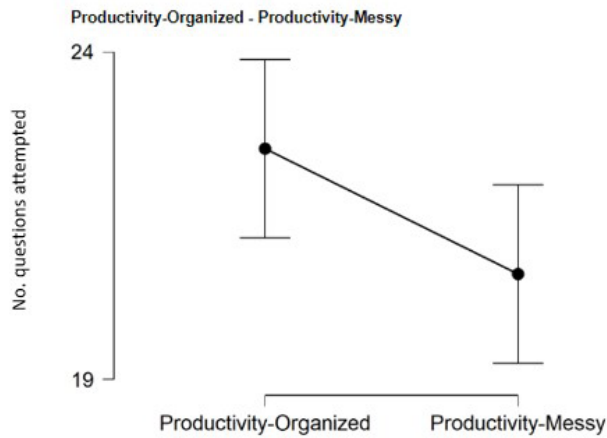 Productivity-Organized - Productivity-Messy
24
No. questions attempted
19
Productivity-Organized
Productivity-Messy